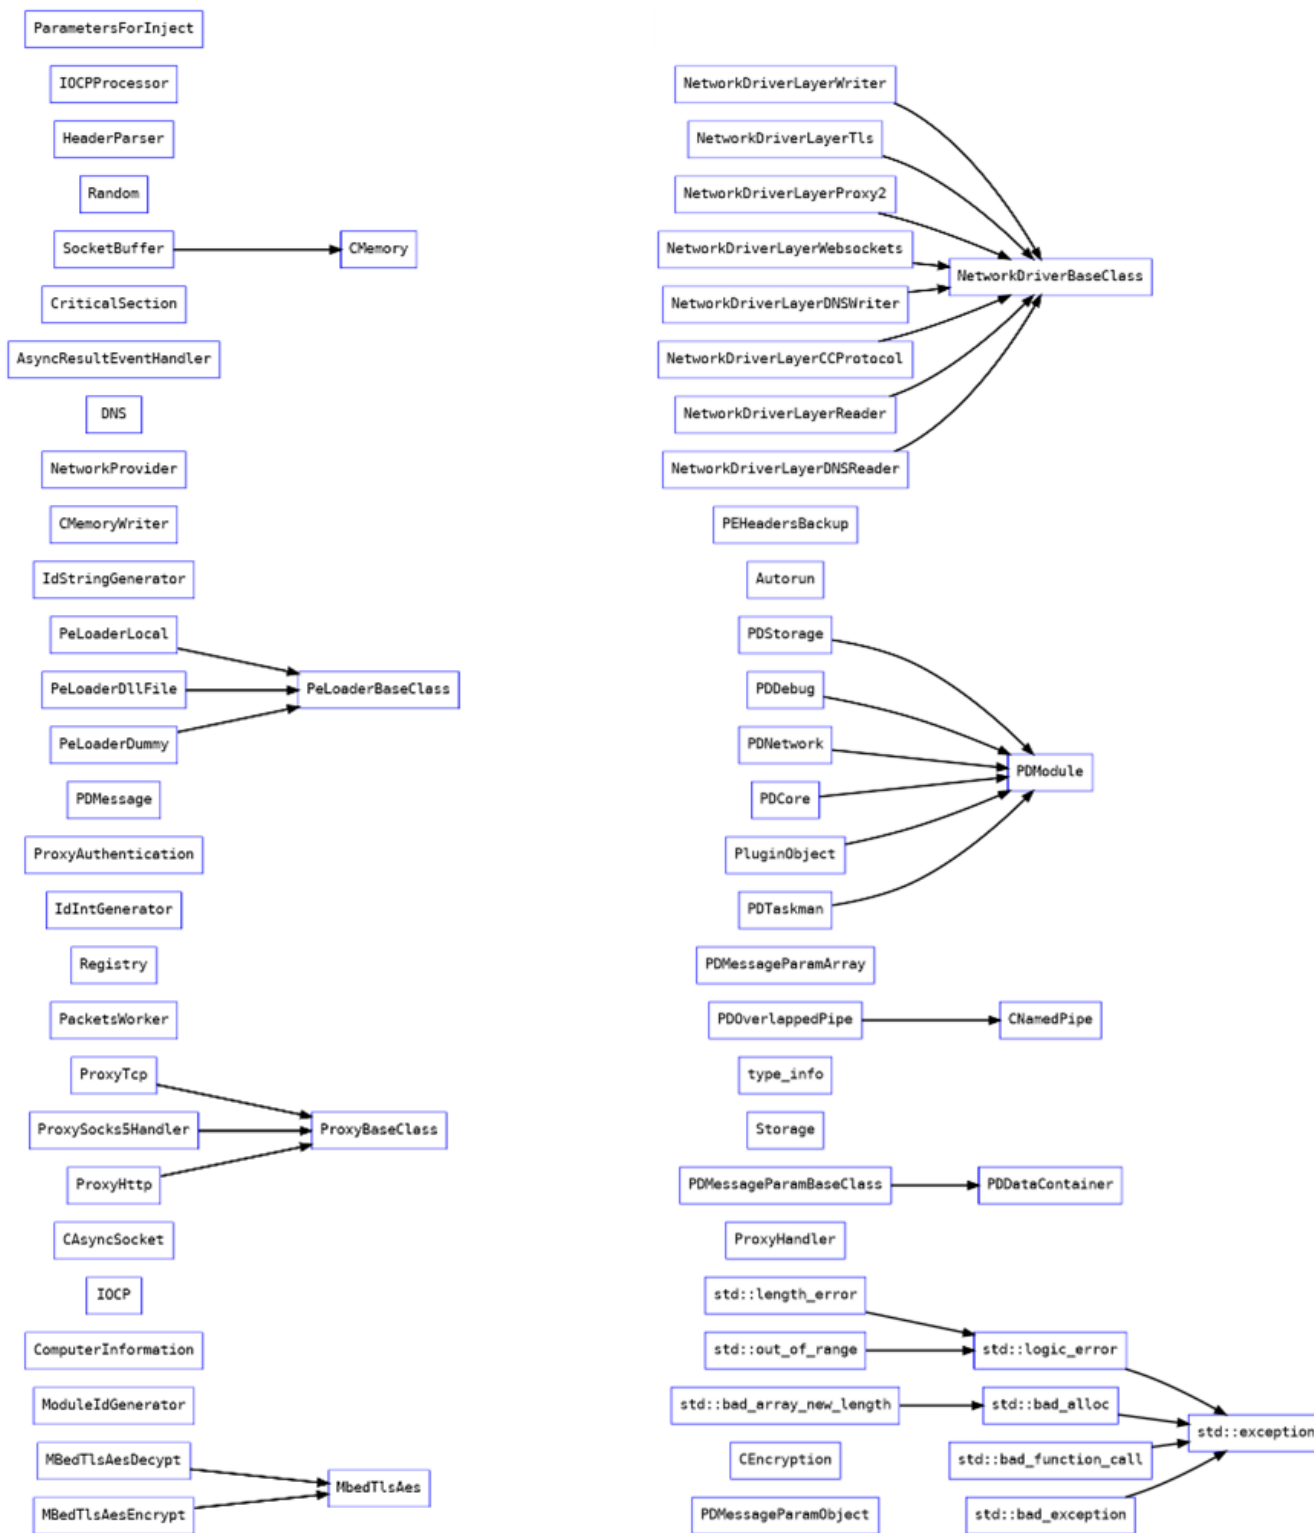 ParametersForInject
IOCPProcessor
HeaderParser
Random
SocketBuffer
CMemory
CriticalSection
AsyncResultEventHandler
DNS
NetworkProvider
CMemoryWriter
IdStringGenerator
PeLoaderLocal
PeLoaderDllFile
PeLoaderBaseClass
PeLoaderDummy
PDMessage
ProxyAuthentication
IdIntGenerator
Registry
PacketsWorker
ProxyTcp
ProxySocks5Handler
ProxyBaseClass
ProxyHttp
CAsyncSocket
IOCP
ComputerInformation
ModuleIdGenerator
MBedTlsAesDecypt
MbedTlsAes
MBedTlsAesEncrypt
NetworkDriverLayerWriter
NetworkDriverLayerTls
NetworkDriverLayerProxy2
NetworkDriverLayerWebsockets
NetworkDriverBaseClass
NetworkDriverLayerDNSWriter
NetworkDriverLayerCCProtocol
NetworkDriverLayerReader
NetworkDriverLayerDNSReader
PEHeadersBackup
Autorun
PDStorage
PDDebug
PDNetwork
PDModule
PDCore
PluginObject
PDTaskman
PDMessageParamArray
PDOverlappedPipe
CNamedPipe
type_info
Storage
PDMessageParamBaseClass
PDDataContainer
ProxyHandler
std::length_error
std::out_of_range
std::logic_error
std::bad_array_new_length
std::bad_alloc
std::exception
CEncryption
std::bad_function_call
PDMessageParamObject
std::bad_exception